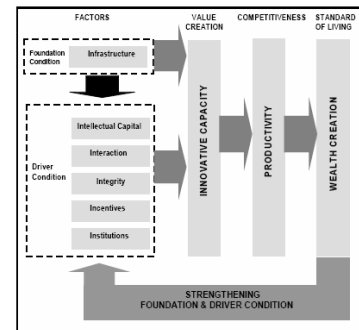 FACTORS
VALUE
CREATION
COMPETITIVENESS
STANDARD
OF LIVING
Foundation
Condition
Infrastructure
Driver
Condition
Intellectual Capital
Interaction
Integrity
Incentives
Institutions
INNOVATIVE CAPACITY
PRODUCTIVITY
WEALTH CREATION
STRENGTHENING
FOUNDATION & DRIVER CONDITION